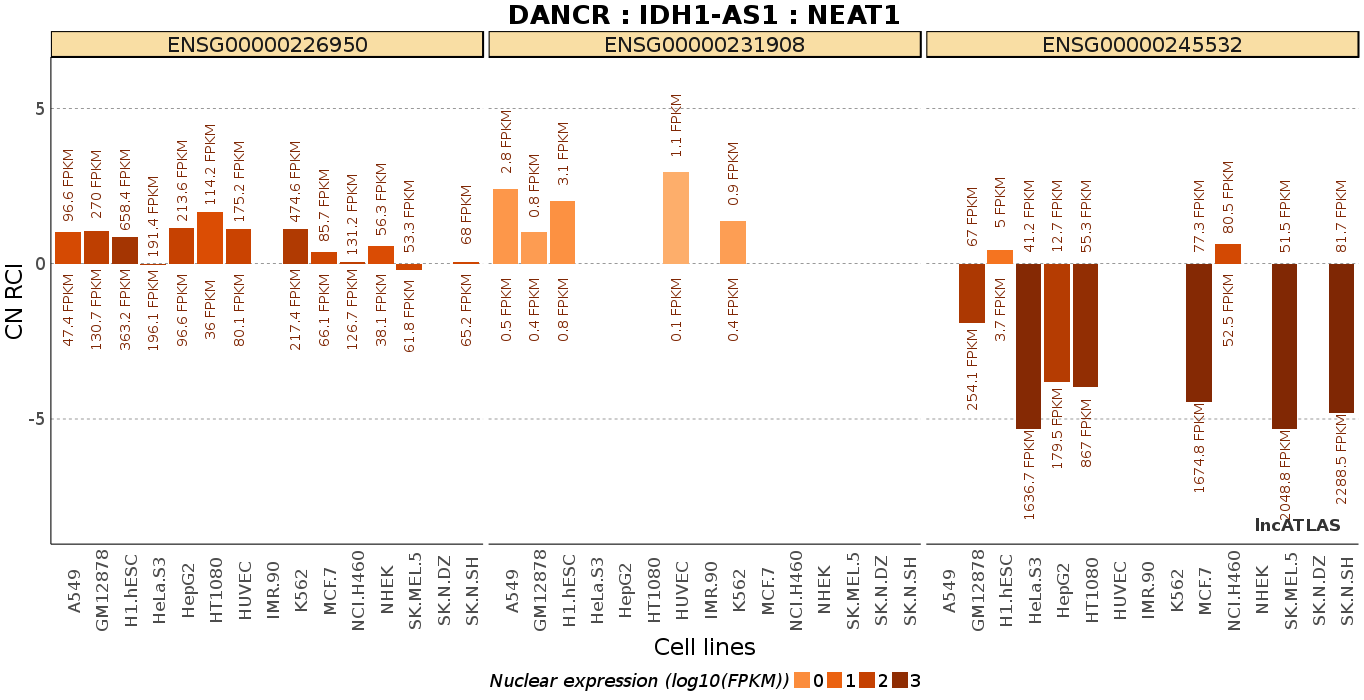 DANCR : IDH1-AS1 : NEAT1
ENSG00000226950 ENSG00000231908 ENSG00000245532
CN RCI
5
0
-5
96.6 FPKM 270 FPKM 658.4 FPKM 191.4 FPKM 213.6 FPKM 114.2 FPKM 175.2 FPKM 474.6 FPKM 85.7 FPKM 131.2 FPKM 56.3 FPKM 53.3 FPKM 68 FPKM
47.4 FPKM 130.7 FPKM 363.2 FPKM 196.1 FPKM 96.6 FPKM 36 FPKM 80.1 FPKM 217.4 FPKM 66.1 FPKM 126.7 FPKM 38.1 FPKM 61.8 FPKM 65.2 FPKM
2.8 FPKM 0.8 FPKM 3.1 FPKM 1.1 FPKM 0.9 FPKM
0.5 FPKM 0.4 FPKM 0.8 FPKM 0.1 FPKM 0.4 FPKM
67 FPKM 5 FPKM 41.2 FPKM 12.7 FPKM 55.3 FPKM 77.3 FPKM 80.5 FPKM 51.5 FPKM 81.7 FPKM
254.1 FPKM 3.7 FPKM 1636.7 FPKM 179.5 FPKM 867 FPKM 1674.8 FPKM 52.5 FPKM 2048.8 FPKM 2288.5 FPKM
lncATLAS
A549 GM12878 H1.hESC HeLa.S3 HepG2 HT1080 HUVEC IMR.90 K562 MCF.7 NCI.H460 NHEK SK.MEL.5 SK.N.DZ SK.N.SH
A549 GM12878 H1.hESC HeLa.S3 HepG2 HT1080 HUVEC IMR.90 K562 MCF.7 NCI.H460 NHEK SK.MEL.5 SK.N.DZ SK.N.SH
A549 GM12878 H1.hESC HeLa.S3 HepG2 HT1080 HUVEC IMR.90 K562 MCF.7 NCI.H460 NHEK SK.MEL.5 SK.N.DZ SK.N.SH
Cell lines
Nuclear expression (log10(FPKM)) 0 1 2 3